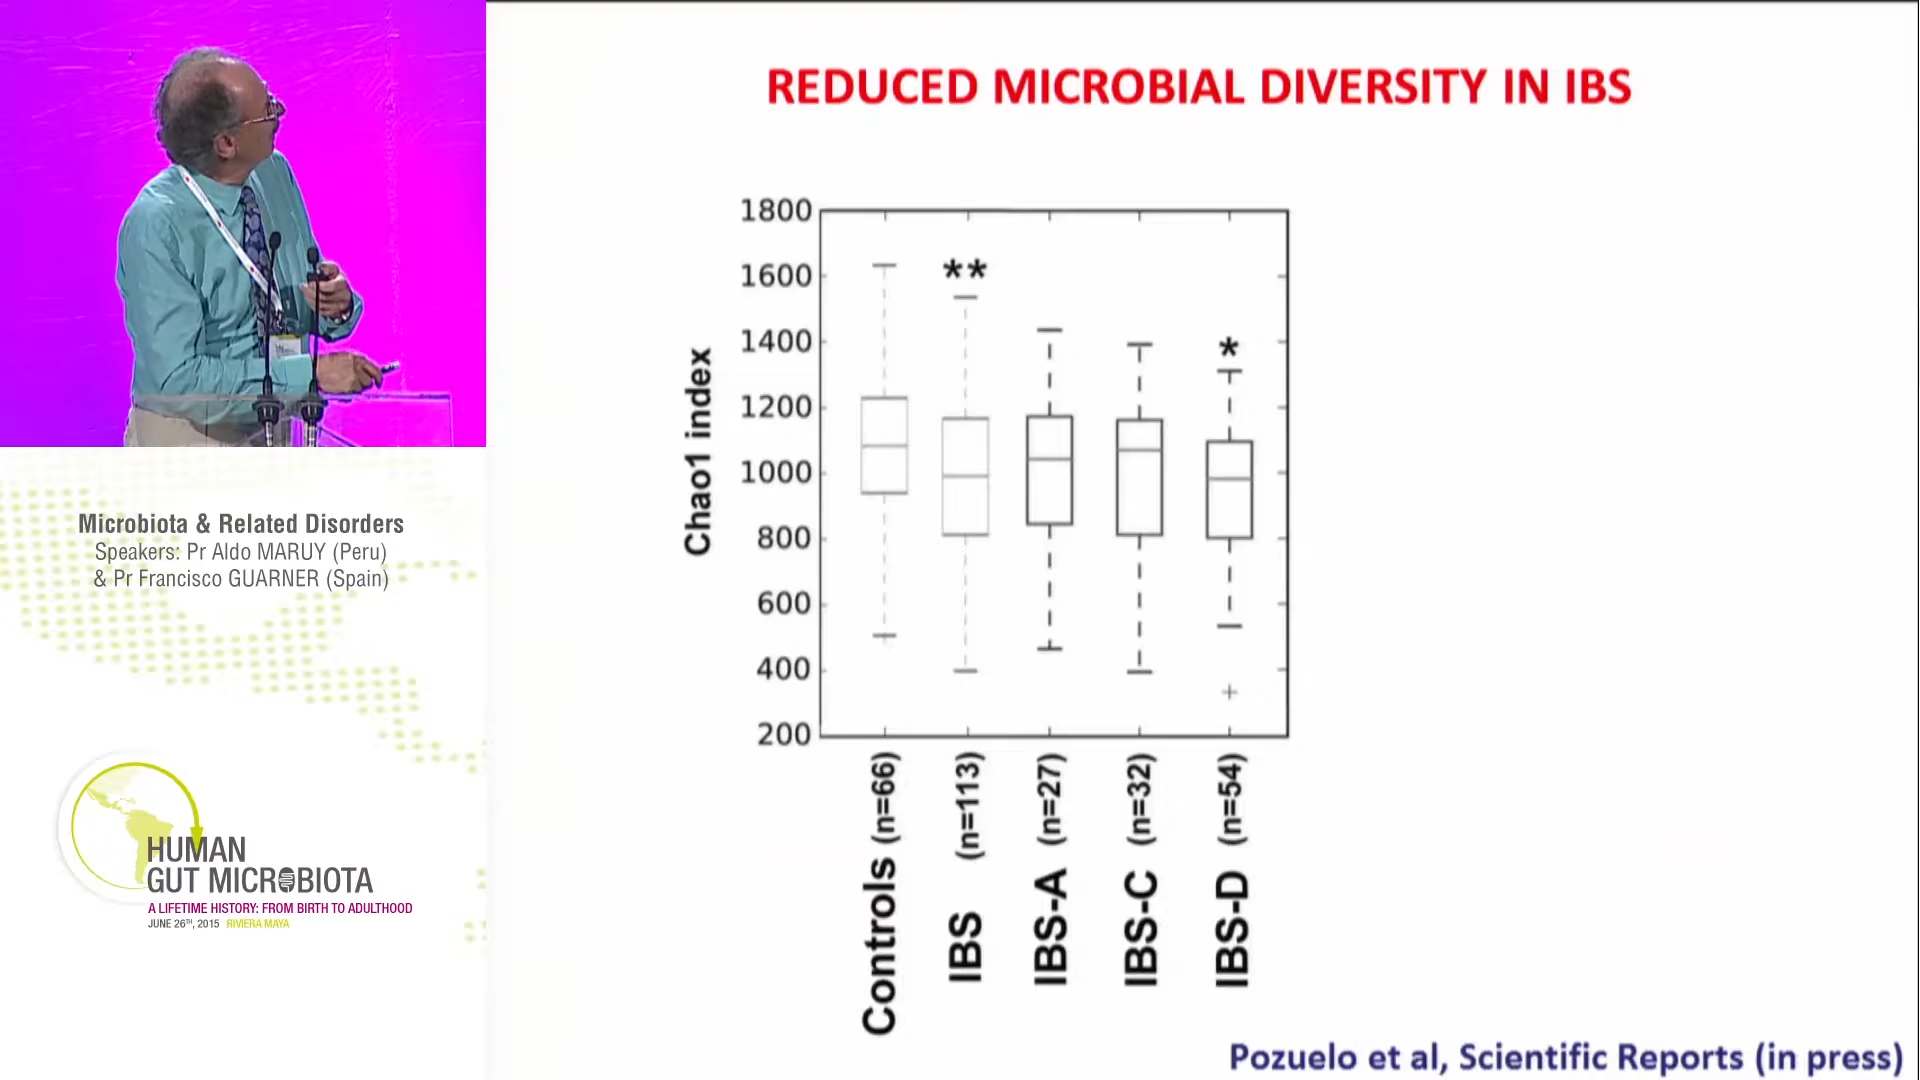 REDUCED MICROBIAL DIVERSITY IN IBS
1800
1600
1400
1200
1000
800
600
400
200
Chao1 index
**
*
Controls (n=66)
IBS (n=113)
IBS-A (n=27)
IBS-C (n=32)
IBS-D (n=54)
Pozuelo et al, Scientific Reports (in press)
Microbiota & Related Disorders
Speakers: Pr Aldo MARUY (Peru)
& Pr Francisco GUARNER (Spain)
HUMAN
GUT MICROBIOTA
A LIFETIME HISTORY: FROM BIRTH TO ADULTHOOD
JUNE 26TH, 2015 RIVIERA MAYA